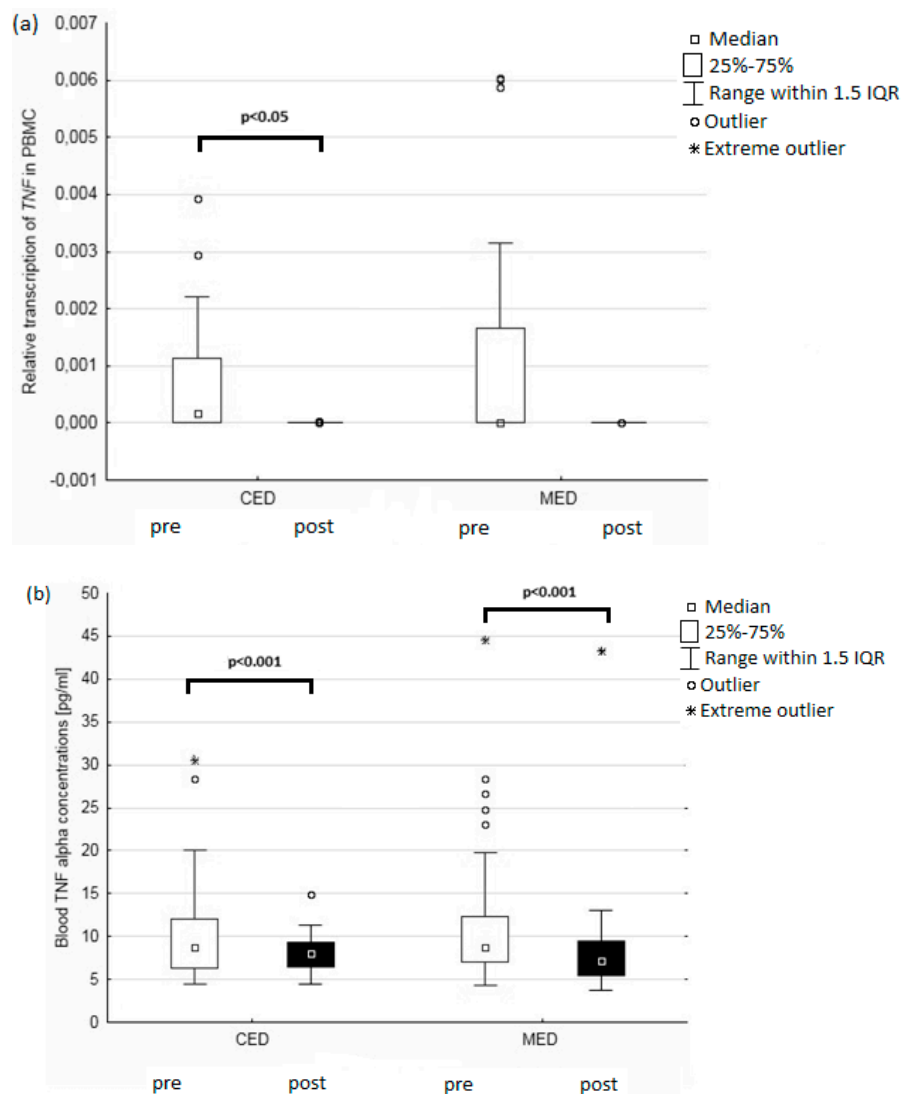 (a)
0,007
0,006
0,005
0,004
0,003
0,002
0,001
0,000
-0,001
Relative transcription of TNF in PBMC
p<0.05
CED MED
pre post pre post
Median
25%-75%
Range within 1.5 IQR
Outlier
Extreme outlier
(b)
50
45
40
35
30
25
20
15
10
5
0
Blood TNF alpha concentrations [pg/ml]
p<0.001
p<0.001
CED MED
pre post pre post
Median
25%-75%
Range within 1.5 IQR
Outlier
Extreme outlier